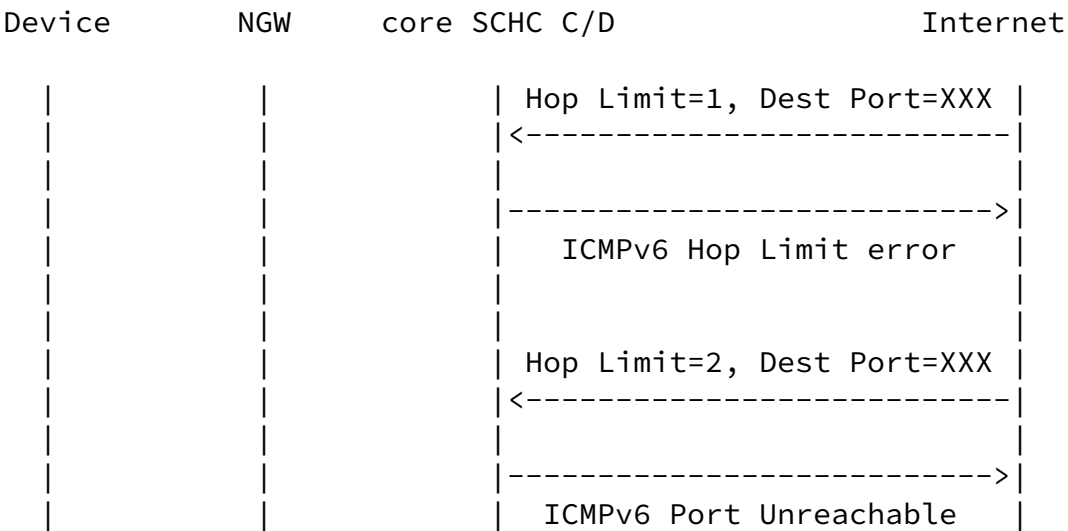 Device NGW core SCHC C/D Internet
Hop Limit=1, Dest Port=XXX
ICMPv6 Hop Limit error
Hop Limit=2, Dest Port=XXX
ICMPv6 Port Unreachable